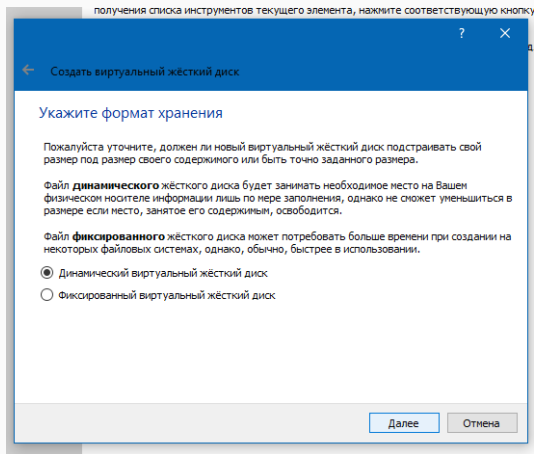 получения списка инструментов текущего элемента, нажмите соответствующую кнопку
?
Создать виртуальный жёсткий диск
Укажите формат хранения
Пожалуйста уточните, должен ли новый виртуальный жёсткий диск подстраивать свой
размер под размер своего содержимого или быть точно заданного размера.
Файл динамического жёсткого диска будет занимать необходимое место на Вашем
физическом носителе информации лишь по мере заполнения, однако не сможет уменьшиться в
размере если место, занятое его содержимым, освободится.
Файл фиксированного жёсткого диска может потребовать больше времени при создании на
некоторых файловых системах, однако, обычно, быстрее в использовании.
Динамический виртуальный жёсткий диск
Фиксированный виртуальный жёсткий диск
Далее Отмена